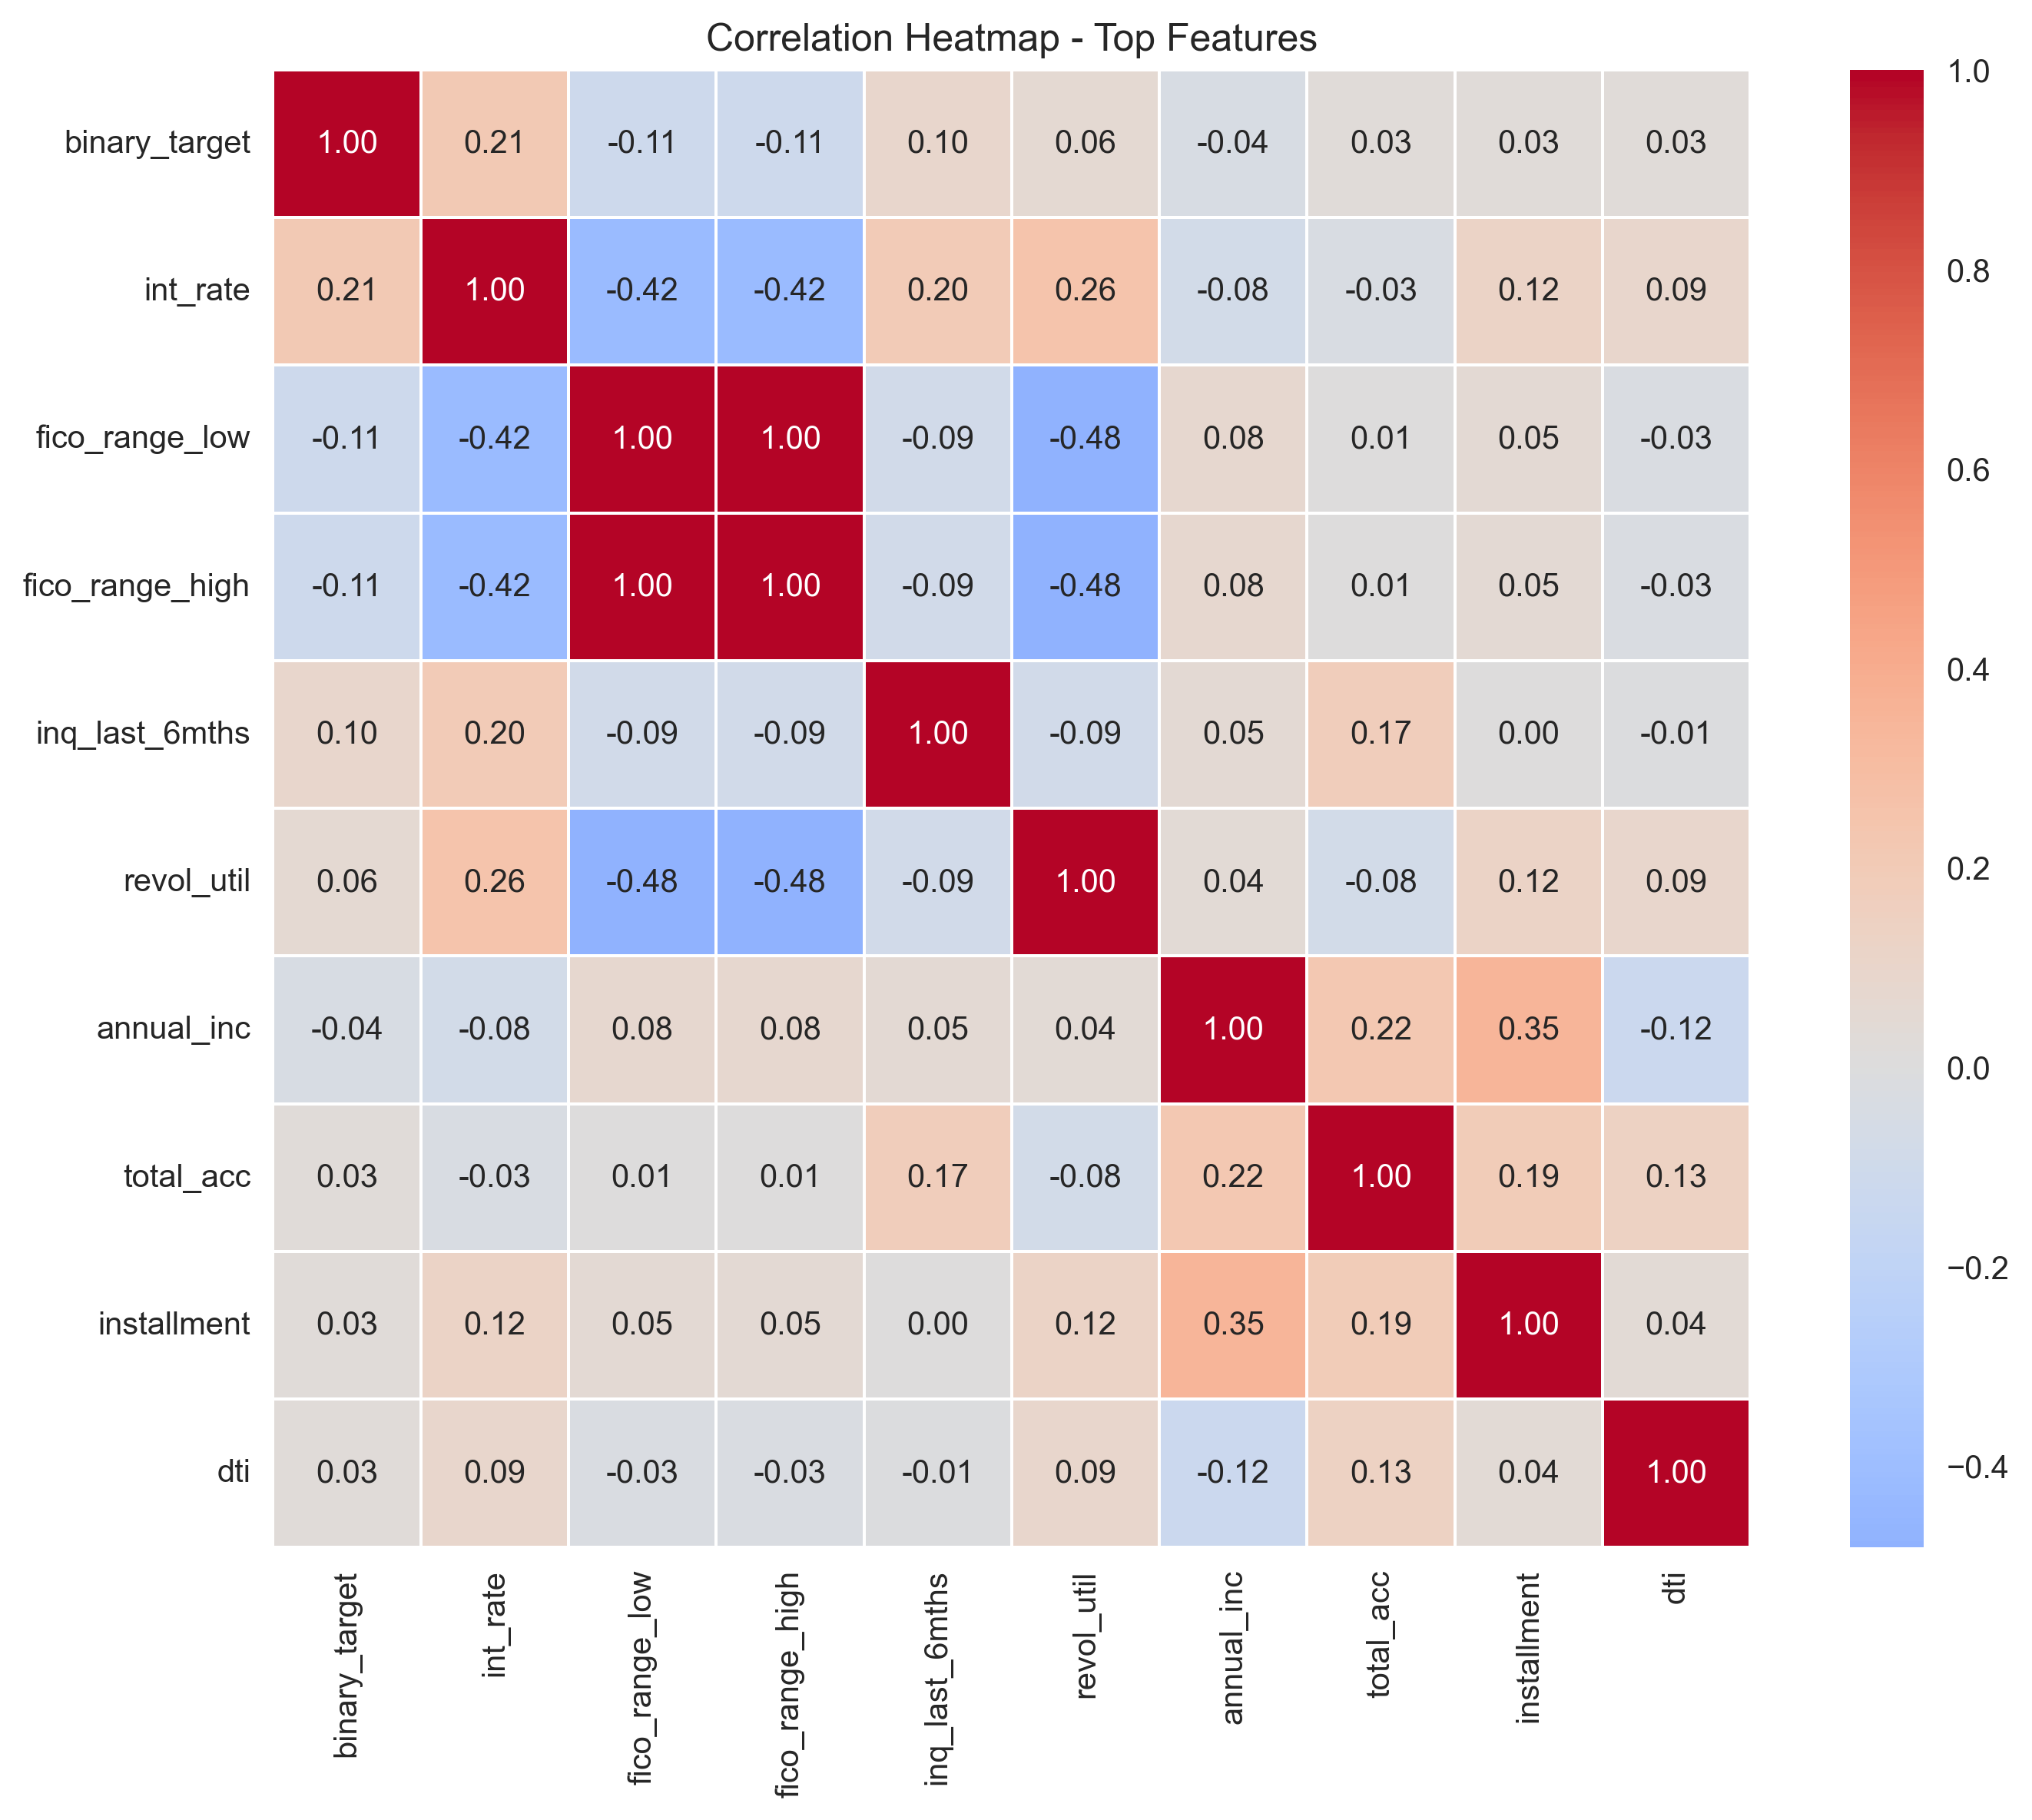 Correlation Heatmap - Top Features
binary_target 1.00 0.21 -0.11 -0.11 0.10 0.06 -0.04 0.03 0.03 0.03
int_rate 0.21 1.00 -0.42 -0.42 0.20 0.26 -0.08 -0.03 0.12 0.09
fico_range_low -0.11 -0.42 1.00 1.00 -0.09 -0.48 0.08 0.01 0.05 -0.03
fico_range_high -0.11 -0.42 1.00 1.00 -0.09 -0.48 0.08 0.01 0.05 -0.03
inq_last_6mths 0.10 0.20 -0.09 -0.09 1.00 -0.09 0.05 0.17 0.00 -0.01
revol_util 0.06 0.26 -0.48 -0.48 -0.09 1.00 0.04 -0.08 0.12 0.09
annual_inc -0.04 -0.08 0.08 0.08 0.05 0.04 1.00 0.22 0.35 -0.12
total_acc 0.03 -0.03 0.01 0.01 0.17 -0.08 0.22 1.00 0.19 0.13
installment 0.03 0.12 0.05 0.05 0.00 0.12 0.35 0.19 1.00 0.04
dti 0.03 0.09 -0.03 -0.03 -0.01 0.09 -0.12 0.13 0.04 1.00
binary_target
int_rate
fico_range_low
fico_range_high
inq_last_6mths
revol_util
annual_inc
total_acc
installment
dti
1.0
0.8
0.6
0.4
0.2
0.0
−0.2
−0.4